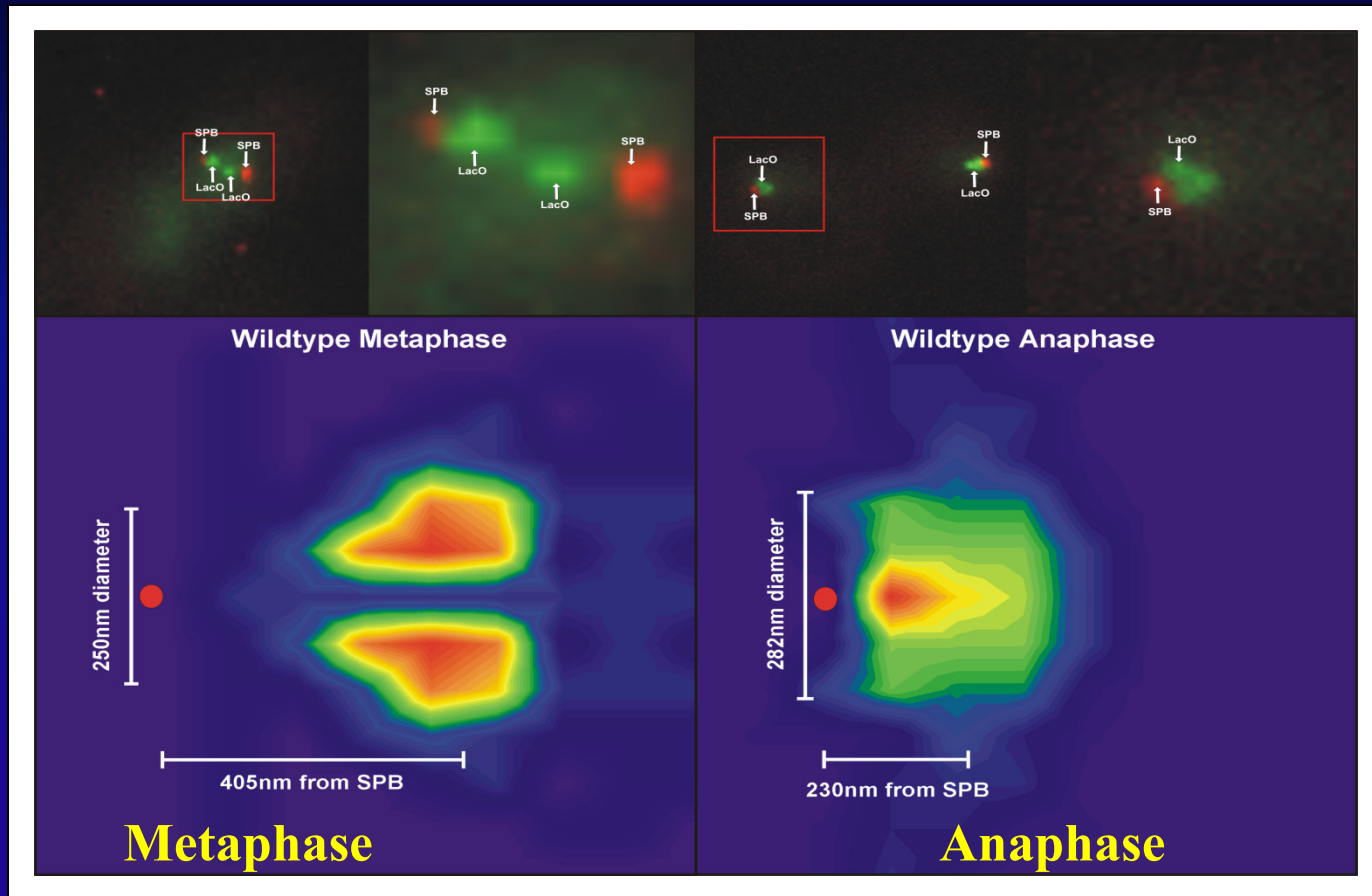 SPB
SPB
LacO
LacO
SPB
SPB
LacO
LacO
LacO
SPB
SPB
LacO
LacO
SPB
Wildtype Metaphase
250nm diameter
405nm from SPB
Metaphase
Wildtype Anaphase
282nm diameter
230nm from SPB
Anaphase